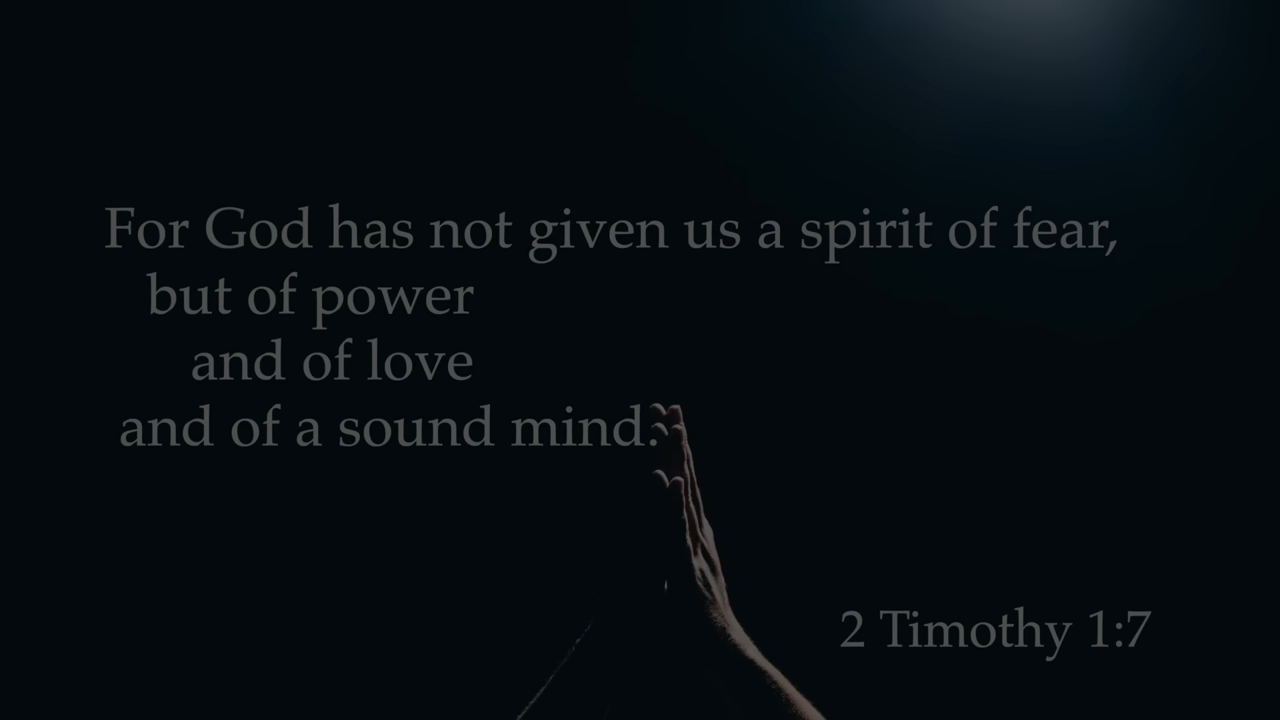 For God has not given us a spirit of fear,
but of power
and of love
and of a sound mind.
2 Timothy 1:7